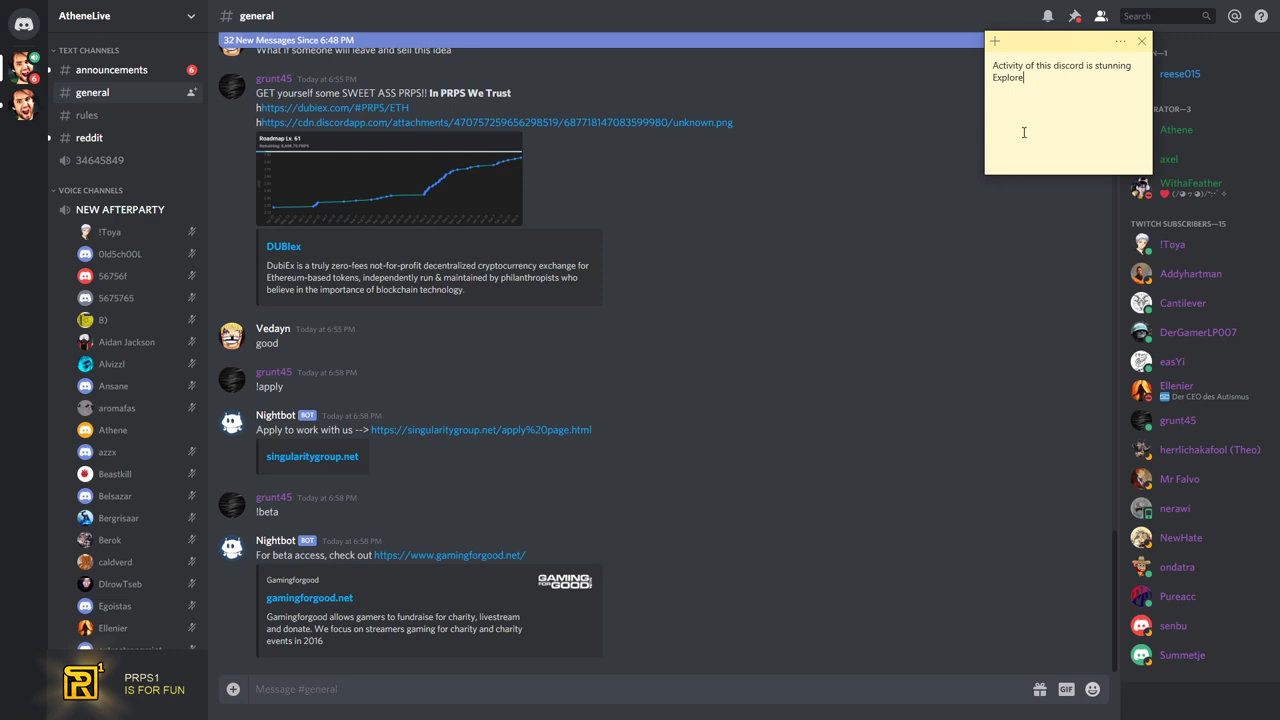 AtheneLive
general
Search
32 New Messages Since 6:48 PM
What if someone will leave and sell this idea
TEXT CHANNELS
announcements
6
general
rules
reddit
34645849
VOICE CHANNELS
NEW AFTERPARTY
!Toya
0ld5ch00L
56756f
5675765
8)
Aidan Jackson
Alvizzl
Ansane
aromafas
Athene
azzx
Beastkill
Belsazar
Bergrisaar
Berok
caldverd
DIrowTseb
Egoistas
Ellenier
6
PRPS1
IS FOR FUN
grunt45 Today at 6:55 PM
GET yourself some SWEET ASS PRPS!! In PRPS We Trust
hhttps://dubiex.com/#PRPS/ETH
hhttps://cdn.discordapp.com/attachments/470757259656298519/687718147083599980/unknown.png
Roadmap Lv. 61
DUBIex
DubiEx is a truly zero-fees not-for-profit decentralized cryptocurrency exchange for
Ethereum-based tokens, independently run & maintained by philanthropists who
believe in the importance of blockchain technology.
Vedayn Today at 6:55 PM
good
grunt45 Today at 6:58 PM
!apply
Nightbot BOT Today at 6:58 PM
Apply to work with us --> https://singularitygroup.net/apply%20page.html
singularitygroup.net
grunt45 Today at 6:58 PM
!beta
Nightbot BOT Today at 6:58 PM
For beta access, check out https://www.gamingforgood.net/
Gamingforgood
GAMING FOR GOOD
gamingforgood.net
Gamingforgood allows gamers to fundraise for charity, livestream
and donate. We focus on streamers gaming for charity and charity
events in 2016
Message #general
GIF
Activity of this discord is stunning
Explore
N—1
reese015
RATOR—3
Athene
axel
WithaFeather
TWITCH SUBSCRIBERS—15
!Toya
Addyhartman
Cantilever
DerGamerLP007
easYi
Ellenier
Der CEO des Autismus
grunt45
herrlichakafool (Theo)
Mr Falvo
nerawi
NewHate
ondatra
Pureacc
senbu
Summetje